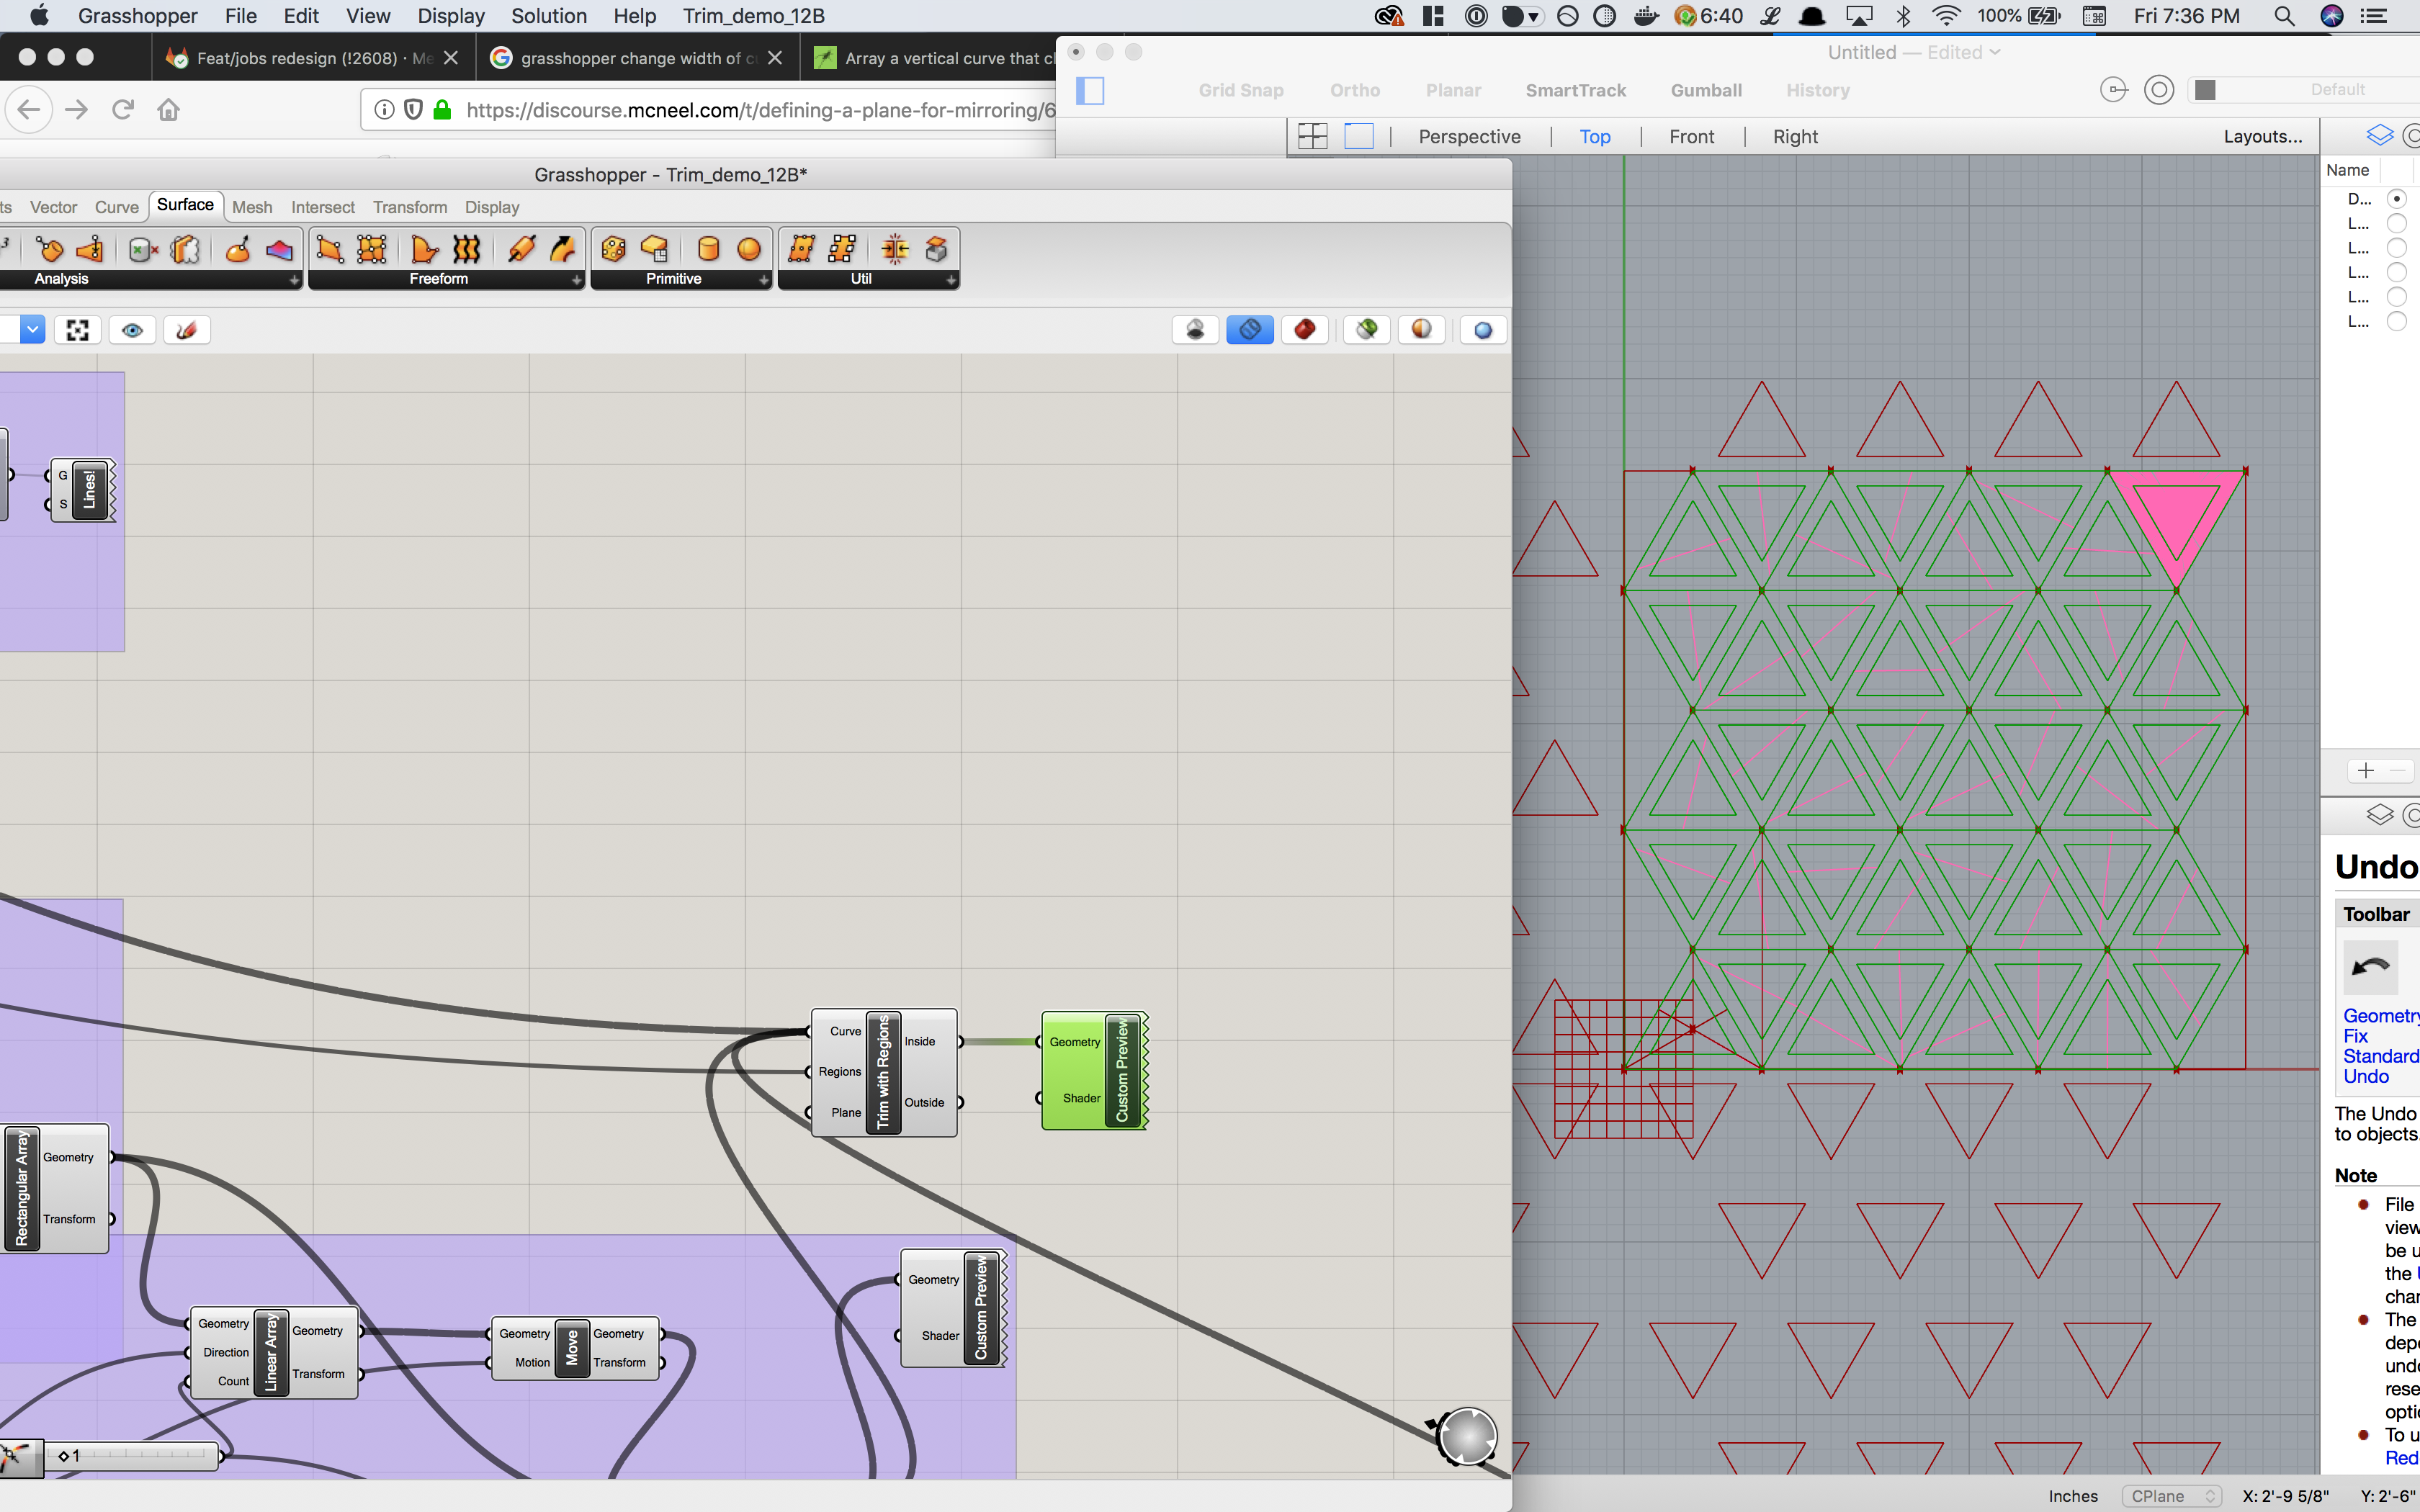 Grasshopper File Edit View Display Solution Help Trim_demo_12B 6:40 100% Fri 7:36 PM
Feat/jobs redesign (!2608) · Me grasshopper change width of c Array a vertical curve that c
https://discourse.mcneel.com/t/defining-a-plane-for-mirroring/6
Untitled — Edited
Grid Snap Ortho Planar SmartTrack Gumball History Default
Perspective Top Front Right Layouts...
Grasshopper - Trim_demo_12B*
ts Vector Curve Surface Mesh Intersect Transform Display
Analysis Freeform Primitive Util
Name
D...
L...
L...
L...
L...
L...
G
S
Lines!
Curve
Regions
Plane
Trim with Regions
Inside
Outside
Geometry
Shader
Custom Preview
Rectangular Array
Geometry
Transform
Geometry
Direction
Count
Linear Array
Geometry
Transform
Geometry
Motion
Move
Geometry
Transform
Geometry
Shader
Custom Preview
1
Undo
Toolbar
Geometry
Fix
Standard
Undo
The Undo
to objects.
Note
File
view
be u
the U
char
The
depe
undo
rese
optic
To u
Red
Inches CPlane X: 2'-9 5/8" Y: 2'-6"